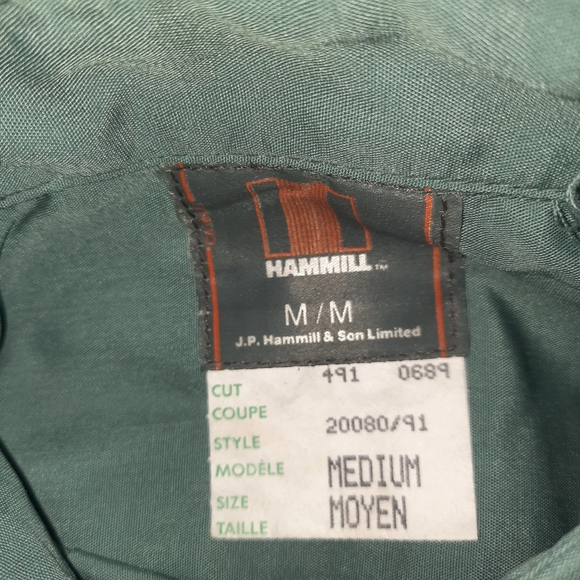 HAMMILL™
M / M
J.P. Hammill & Son Limited
CUT 491 0689
COUPE
STYLE 20080/91
MODÈLE MEDIUM
SIZE MOYEN
TAILLE